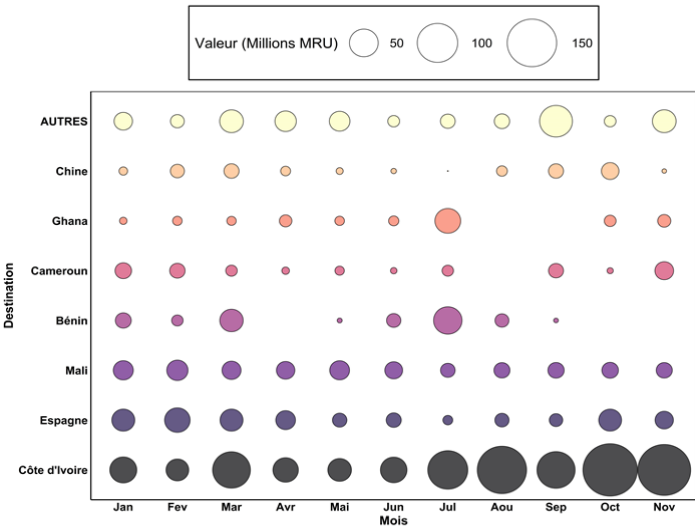 Valeur (Millions MRU) 50 100 150
AUTRES
Chine
Ghana
Cameroun
Bénin
Mali
Espagne
Côte d'Ivoire
Destination
Jan Fev Mar Avr Mai Jun Jul Aou Sep Oct Nov
Mois